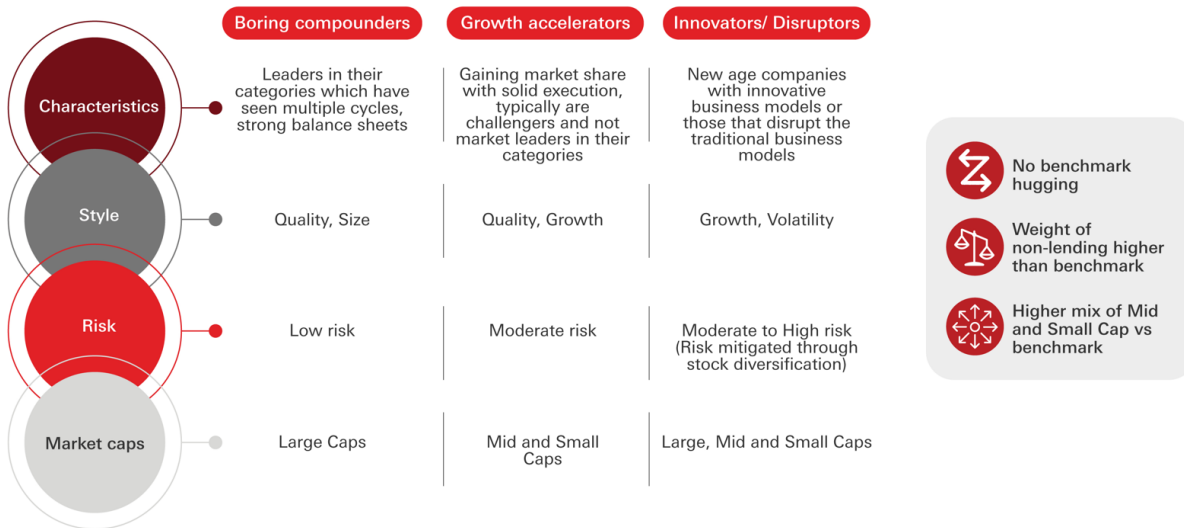 Boring compounders
Growth accelerators
Innovators/ Disruptors
Characteristics
Leaders in their
categories which have
seen multiple cycles,
strong balance sheets
Gaining market share
with solid execution,
typically are
challengers and not
market leaders in their
categories
New age companies
with innovative
business models or
those that disrupt the
traditional business
models
Style
Quality, Size
Quality, Growth
Growth, Volatility
Risk
Low risk
Moderate risk
Moderate to High risk
(Risk mitigated through
stock diversification)
Market caps
Large Caps
Mid and Small
Caps
Large, Mid and Small Caps
No benchmark
hugging
Weight of
non-lending higher
than benchmark
Higher mix of Mid
and Small Cap vs
benchmark